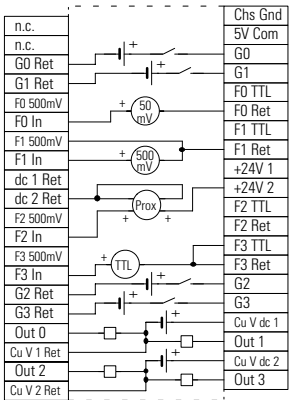 n.c.
n.c.
G0 Ret
G1 Ret
F0 500mV
F0 In
F1 500mV
F1 In
dc 1 Ret
dc 2 Ret
F2 500mV
F2 In
F3 500mV
F3 In
G2 Ret
G3 Ret
Out 0
Cu V 1 Ret
Out 2
Cu V 2 Ret
+
+
+ 50 mV
+ 500 mV
Prox
+ +
+ TTL
+
+
+
+
Chs Gnd
5V Com
G0
G1
F0 TTL
F0 Ret
F1 TTL
F1 Ret
+24V 1
+24V 2
F2 TTL
F2 Ret
F3 TTL
F3 Ret
G2
G3
Cu V dc 1
Out 1
Cu V dc 2
Out 3